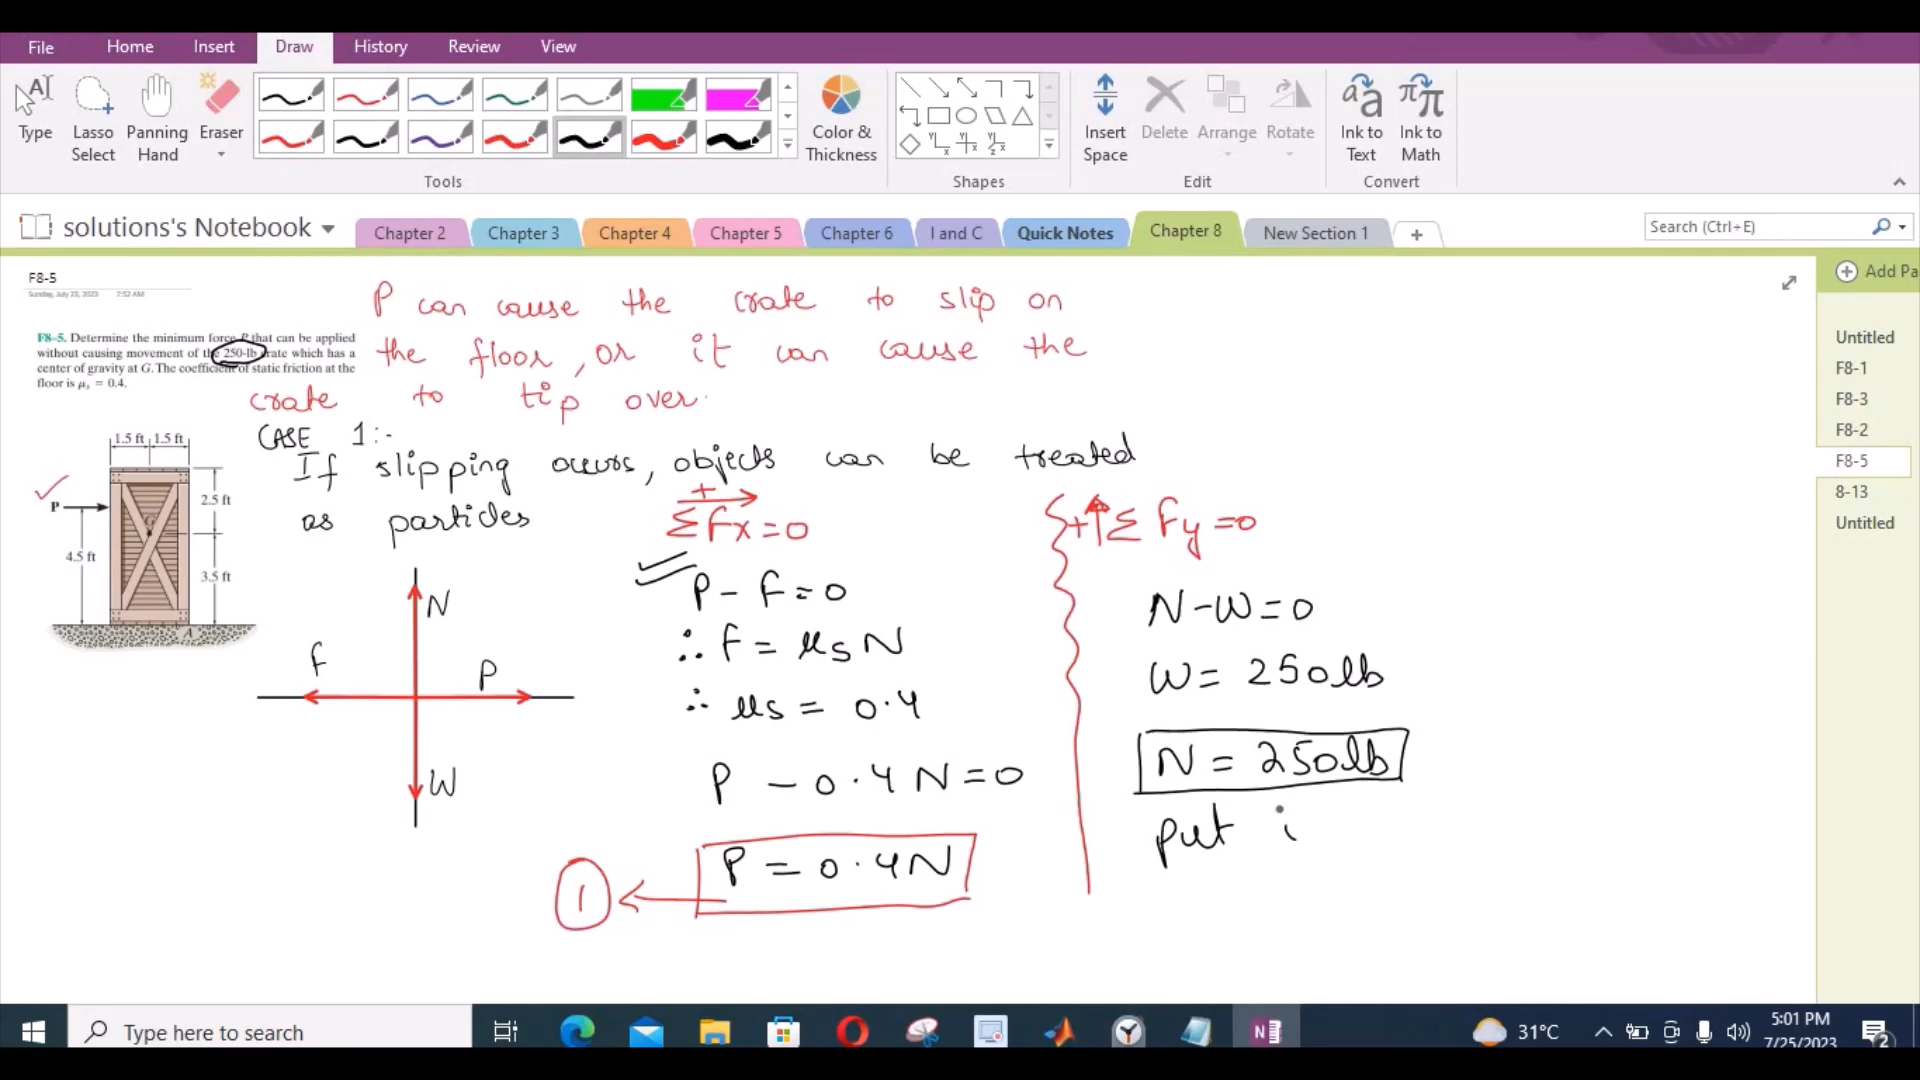 File Home Insert Draw History Review View
Type Lasso Select Panning Hand Eraser
Color & Thickness
Insert Space Delete Arrange Rotate Ink to Text Ink to Math
Tools Shapes Edit Convert
solutions's Notebook Chapter 2 Chapter 3 Chapter 4 Chapter 5 Chapter 6 I and C Quick Notes Chapter 8 New Section 1 + Search (Ctrl+E)
Add Pa
Untitled
F8-1
F8-3
F8-2
F8-5
8-13
Untitled
F8-5
Sunday, July 23, 2023 7:52 AM
F8–5. Determine the minimum force P that can be applied
without causing movement of the 250-lb crate which has a
center of gravity at G. The coefficient of static friction at the
floor is μs = 0.4.
P can cause the crate to slip on
the floor, or it can cause the
crate to tip over.
CASE 1:-
If slipping occurs, objects can be treated
as particles
1.5 ft 1.5 ft
2.5 ft
P
G
4.5 ft
3.5 ft
A
N
f
P
W
+
ΣFx=0
P - f = 0
∴ f = μs N
∴ μs = 0.4
P - 0.4 N = 0
P = 0.4N
1
+↑Σ Fy = 0
N - W = 0
W = 250lb
N = 250lb
put i
Type here to search
31°C
5:01 PM
7/25/2023
2